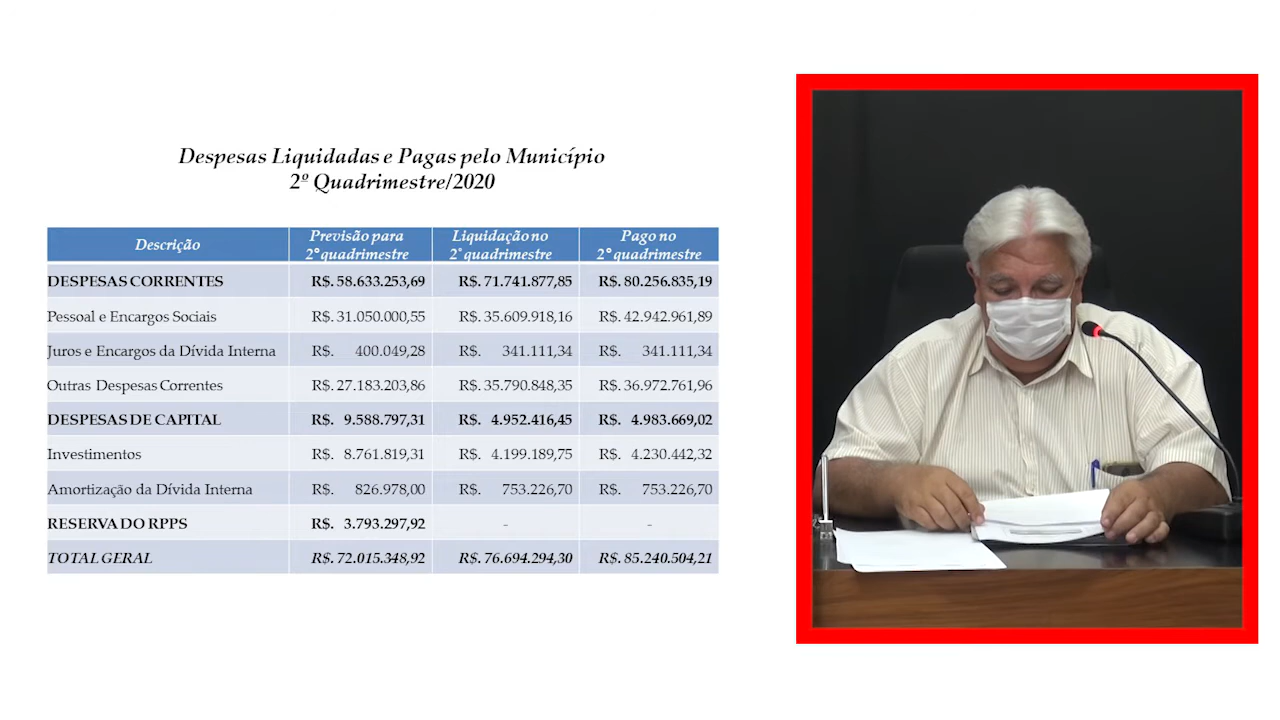 Despesas Liquidadas e Pagas pelo Município
2º Quadrimestre/2020
Descrição Previsão para 2° quadrimestre Liquidação no 2° quadrimestre Pago no 2° quadrimestre
DESPESAS CORRENTES R$. 58.633.253,69 R$. 71.741.877,85 R$. 80.256.835,19
Pessoal e Encargos Sociais R$. 31.050.000,55 R$. 35.609.918,16 R$. 42.942.961,89
Juros e Encargos da Dívida Interna R$. 400.049,28 R$. 341.111,34 R$. 341.111,34
Outras Despesas Correntes R$. 27.183.203,86 R$. 35.790.848,35 R$. 36.972.761,96
DESPESAS DE CAPITAL R$. 9.588.797,31 R$. 4.952.416,45 R$. 4.983.669,02
Investimentos R$. 8.761.819,31 R$. 4.199.189,75 R$. 4.230.442,32
Amortização da Dívida Interna R$. 826.978,00 R$. 753.226,70 R$. 753.226,70
RESERVA DO RPPS R$. 3.793.297,92 - -
TOTAL GERAL R$. 72.015.348,92 R$. 76.694.294,30 R$. 85.240.504,21